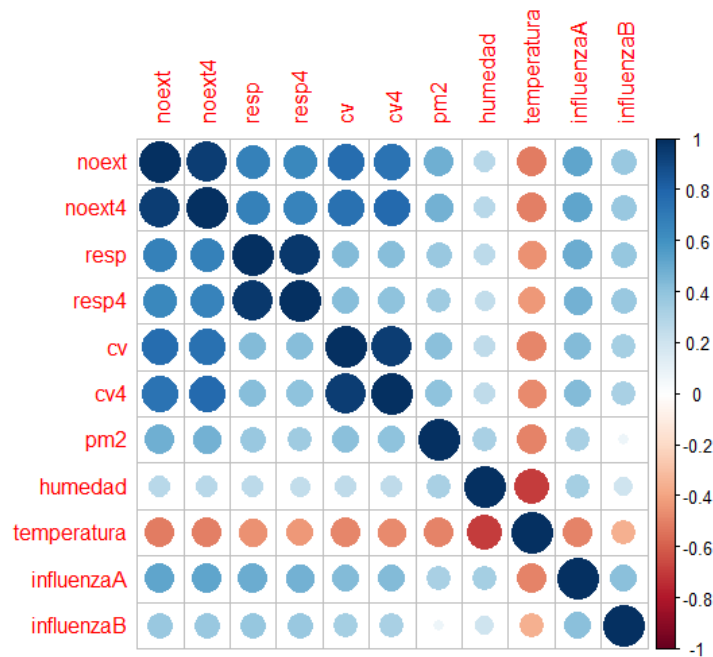 noext
noext4
resp
resp4
cv
cv4
pm2
humedad
temperatura
influenzaA
influenzaB
noext
noext4
resp
resp4
cv
cv4
pm2
humedad
temperatura
influenzaA
influenzaB
1
0.8
0.6
0.4
0.2
0
-0.2
-0.4
-0.6
-0.8
-1